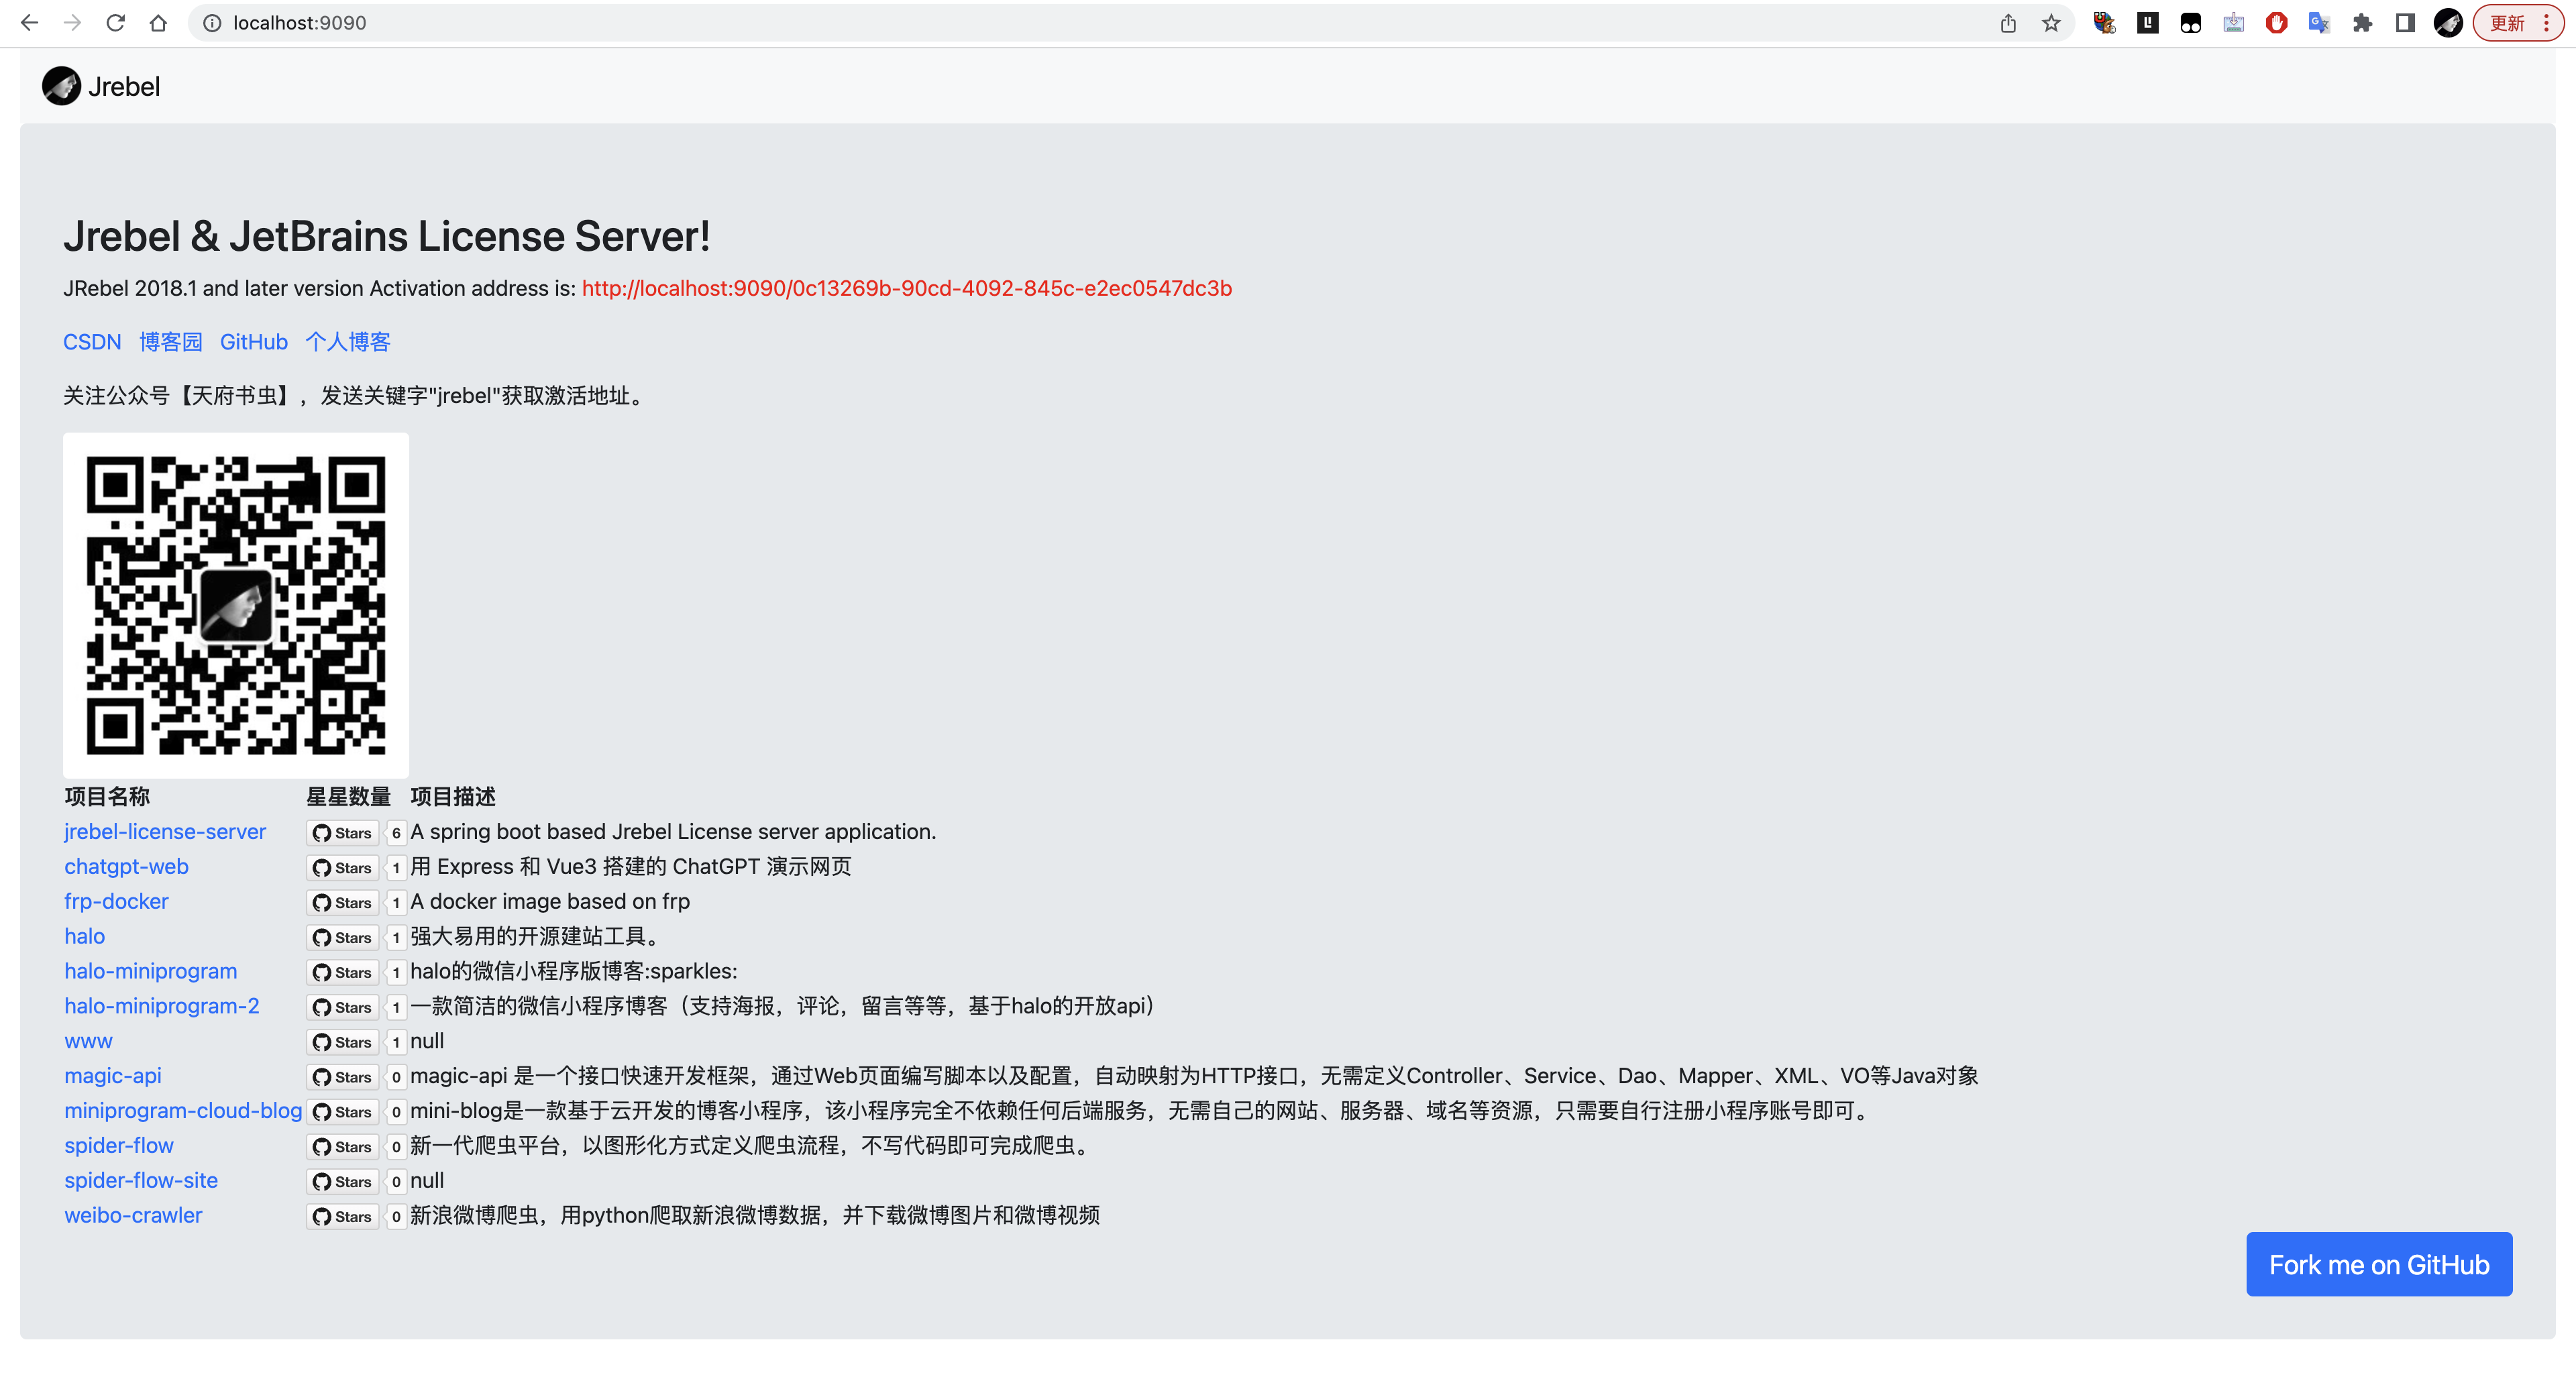 localhost:9090
更新
Jrebel
Jrebel & JetBrains License Server!
JRebel 2018.1 and later version Activation address is: http://localhost:9090/0c13269b-90cd-4092-845c-e2ec0547dc3b
CSDN 博客园 GitHub 个人博客
关注公众号【天府书虫】，发送关键字"jrebel"获取激活地址。
项目名称 星星数量 项目描述
jrebel-license-server Stars 6 A spring boot based Jrebel License server application.
chatgpt-web Stars 1 用 Express 和 Vue3 搭建的 ChatGPT 演示网页
frp-docker Stars 1 A docker image based on frp
halo Stars 1 强大易用的开源建站工具。
halo-miniprogram Stars 1 halo的微信小程序版博客:sparkles:
halo-miniprogram-2 Stars 1 一款简洁的微信小程序博客（支持海报，评论，留言等等，基于halo的开放api）
www Stars 1 null
magic-api Stars 0 magic-api 是一个接口快速开发框架，通过Web页面编写脚本以及配置，自动映射为HTTP接口，无需定义Controller、Service、Dao、Mapper、XML、VO等Java对象
miniprogram-cloud-blog Stars 0 mini-blog是一款基于云开发的博客小程序，该小程序完全不依赖任何后端服务，无需自己的网站、服务器、域名等资源，只需要自行注册小程序账号即可。
spider-flow Stars 0 新一代爬虫平台，以图形化方式定义爬虫流程，不写代码即可完成爬虫。
spider-flow-site Stars 0 null
weibo-crawler Stars 0 新浪微博爬虫，用python爬取新浪微博数据，并下载微博图片和微博视频
Fork me on GitHub